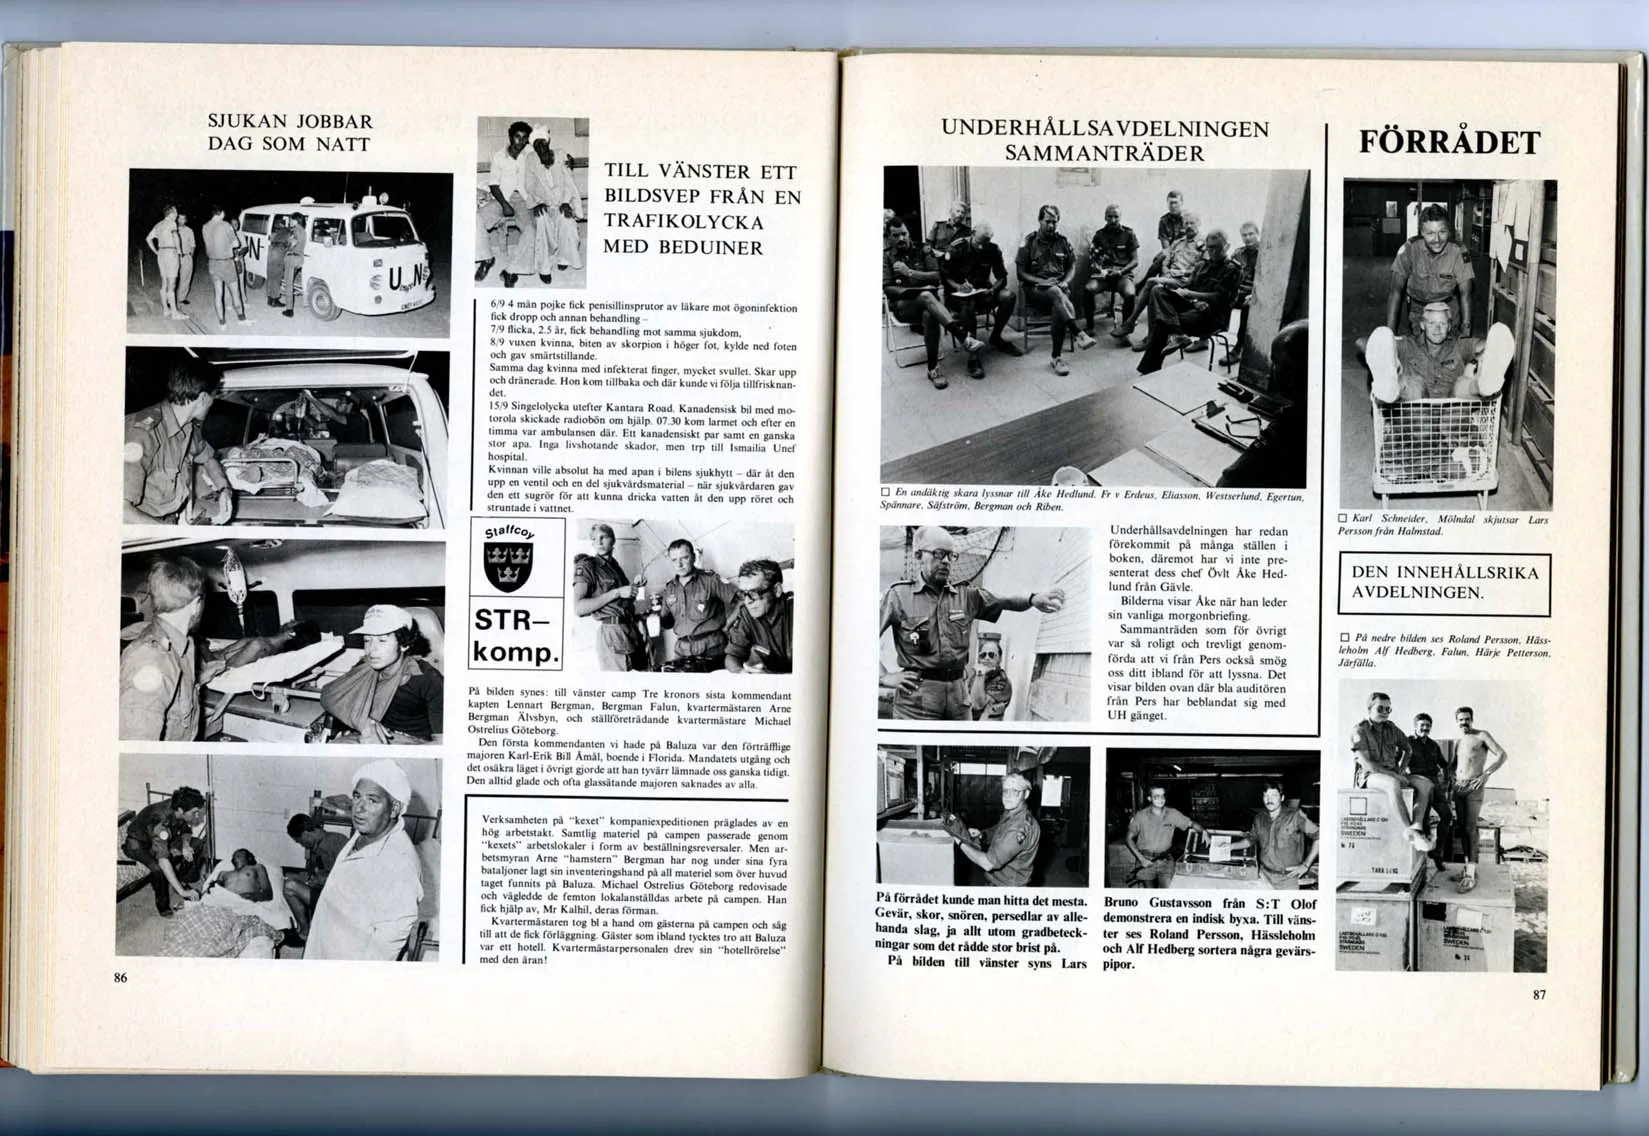 SJUKAN JOBBAR
DAG SOM NATT
TILL VÄNSTER ETT
BILDSVEP FRÅN EN
TRAFIKOLYCKA
MED BEDUINER
6/9 4 mån pojke fick penisillinsprutor av läkare mot ögoninfektion
fick dropp och annan behandling –
7/9 flicka, 2.5 år, fick behandling mot samma sjukdom,
8/9 vuxen kvinna, biten av skorpion i höger fot, kylde ned foten
och gav smärtstillande.
Samma dag kvinna med infekterat finger, mycket svullet. Skar upp
och dränerade. Hon kom tillbaka och där kunde vi följa tillfrisknan-
det.
15/9 Singelolycka utefter Kantara Road. Kanadensisk bil med mo-
torola skickade radiobön om hjälp. 07.30 kom larmet och efter en
timma var ambulansen där. Ett kanadensiskt par samt en ganska
stor apa. Inga livshotande skador, men trp till Ismailia Unef
hospital.
Kvinnan ville absolut ha med apan i bilens sjukhytt – där åt den
upp en ventil och en del sjukvårdsmaterial – när sjukvårdaren gav
den ett sugrör för att kunna dricka vatten åt den upp röret och
struntade i vattnet.
Staffcoy
STR–
komp.
På bilden synes: till vänster camp Tre kronors sista kommendant
kapten Lennart Bergman, Bergman Falun, kvartermästaren Arne
Bergman Älvsbyn, och ställföreträdande kvartermästare Michael
Ostrelius Göteborg.
Den första kommendanten vi hade på Baluza var den förträfflige
majoren Karl-Erik Bill Åmål, boende i Florida. Mandatets utgång och
det osäkra läget i övrigt gjorde att han tyvärr lämnade oss ganska tidigt.
Den alltid glade och ofta glassätande majoren saknades av alla.
Verksamheten på "kexet" kompaniexpeditionen präglades av en
hög arbetstakt. Samtlig materiel på campen passerade genom
"kexets" arbetslokaler i form av beställningsreversaler. Men ar-
betsmyran Arne "hamstern" Bergman har nog under sina fyra
bataljoner lagt sin inventeringshand på all materiel som över huvud
taget funnits på Baluza. Michael Ostrelius Göteborg redovisade
och vägledde de femton lokalanställdas arbete på campen. Han
fick hjälp av, Mr Kalhil, deras förman.
Kvartermästaren tog bl a hand om gästerna på campen och såg
till att de fick förläggning. Gäster som ibland tycktes tro att Baluza
var ett hotell. Kvartermästarpersonalen drev sin "hotellrörelse"
med den äran!
86
UNDERHÅLLSAVDELNINGEN
SAMMANTRÄDER
☐ En andäktig skara lyssnar till Åke Hedlund. Fr v Erdeus, Eliasson, Westserlund, Egertun,
Spännare, Säfström, Bergman och Riben.
Underhållsavdelningen har redan
förekommit på många ställen i
boken, däremot har vi inte pre-
senterat dess chef Övlt Åke Hed-
lund från Gävle.
Bilderna visar Åke när han leder
sin vanliga morgonbriefing.
Sammanträden som för övrigt
var så roligt och trevligt genom-
förda att vi från Pers också smög
oss ditt ibland för att lyssna. Det
visar bilden ovan där bla auditören
från Pers har beblandat sig med
UH gänget.
På förrådet kunde man hitta det mesta.
Gevär, skor, snören, persedlar av alle-
handa slag, ja allt utom gradbeteck-
ningar som det rådde stor brist på.
På bilden till vänster syns Lars
Bruno Gustavsson från S:T Olof
demonstrera en indisk byxa. Till väns-
ter ses Roland Persson, Hässleholm
och Alf Hedberg sortera några gevärs-
pipor.
FÖRRÅDET
☐ Karl Schneider, Mölndal skjutsar Lars
Persson från Halmstad.
DEN INNEHÅLLSRIKA
AVDELNINGEN.
☐ På nedre bilden ses Roland Persson, Häss-
leholm Alf Hedberg, Falun, Härje Petterson,
Järfälla.
SWEDEN
87